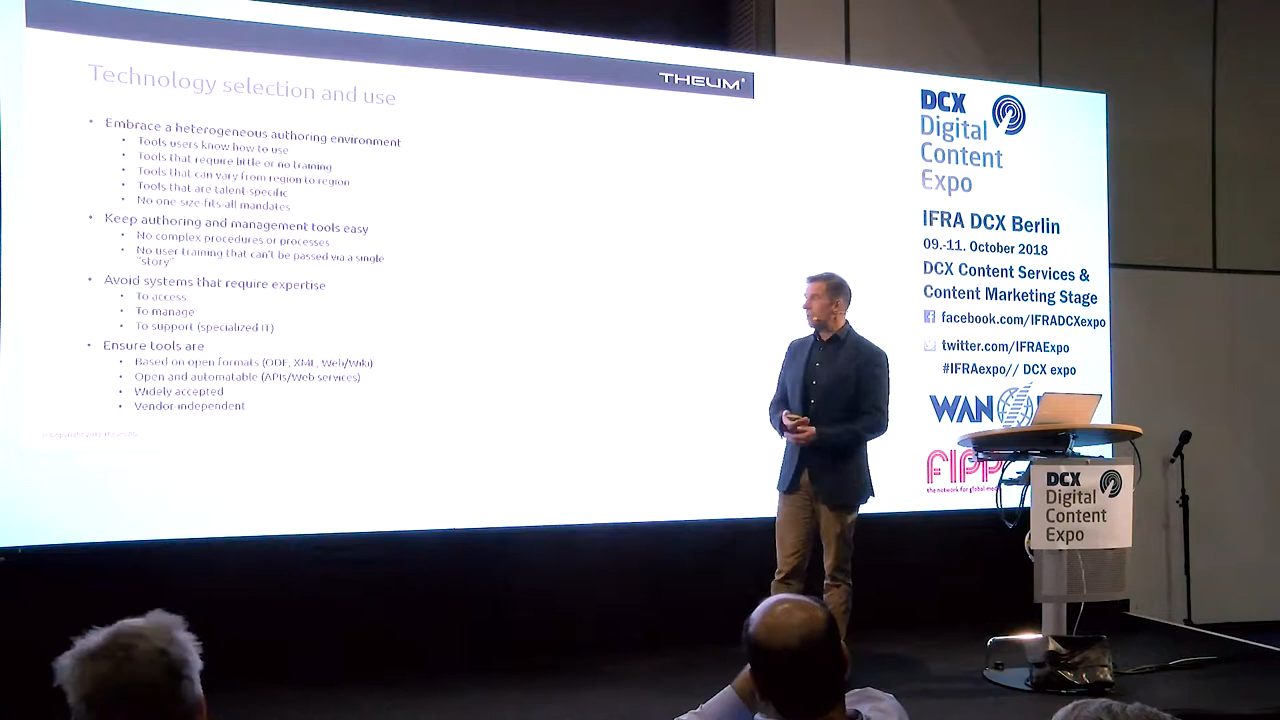 THEUM
Technology selection and use
• Embrace a heterogeneous authoring environment
• Tools users know how to use
• Tools that require little or no training
• Tools that can vary from region to region
• Tools that are talent-specific
• No one-size-fits-all mandates
• Keep authoring and management tools easy
• No complex procedures or processes
• No user training that can't be passed via a single
"story"
• Avoid systems that require expertise
• To access
• To manage
• To support (specialized IT)
• Ensure tools are
• Based on open formats (ODF, XML, Web/Wiki)
• Open and automatable (APIs/Web services)
• Widely accepted
• Vendor-independent
DCX
Digital
Content
Expo
IFRA DCX Berlin
09.-11. October 2018
DCX Content Services &
Content Marketing Stage
facebook.com/IFRADCXexpo
twitter.com/IFRAExpo
#IFRAexpo// DCX expo
WAN
FIPP
the network for global
DCX
Digital
Content
Expo